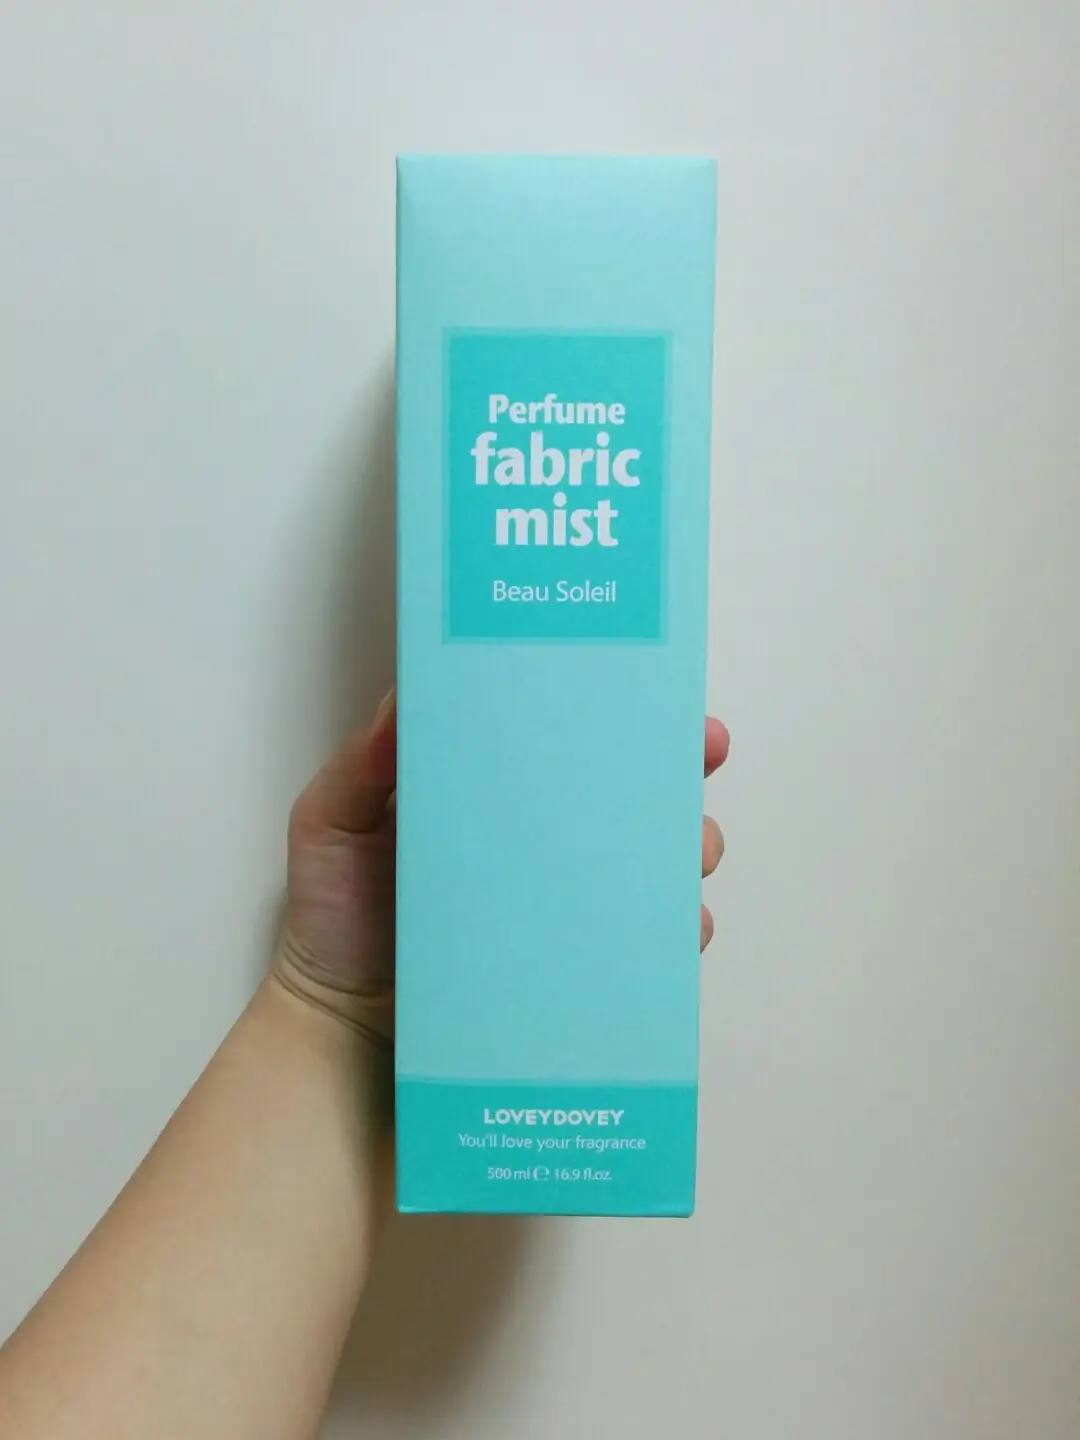 Perfume
fabric
mist
Beau Soleil
LOVEYDOVEY
You'll love your fragrance
500 ml ℮ 16.9 fl.oz.